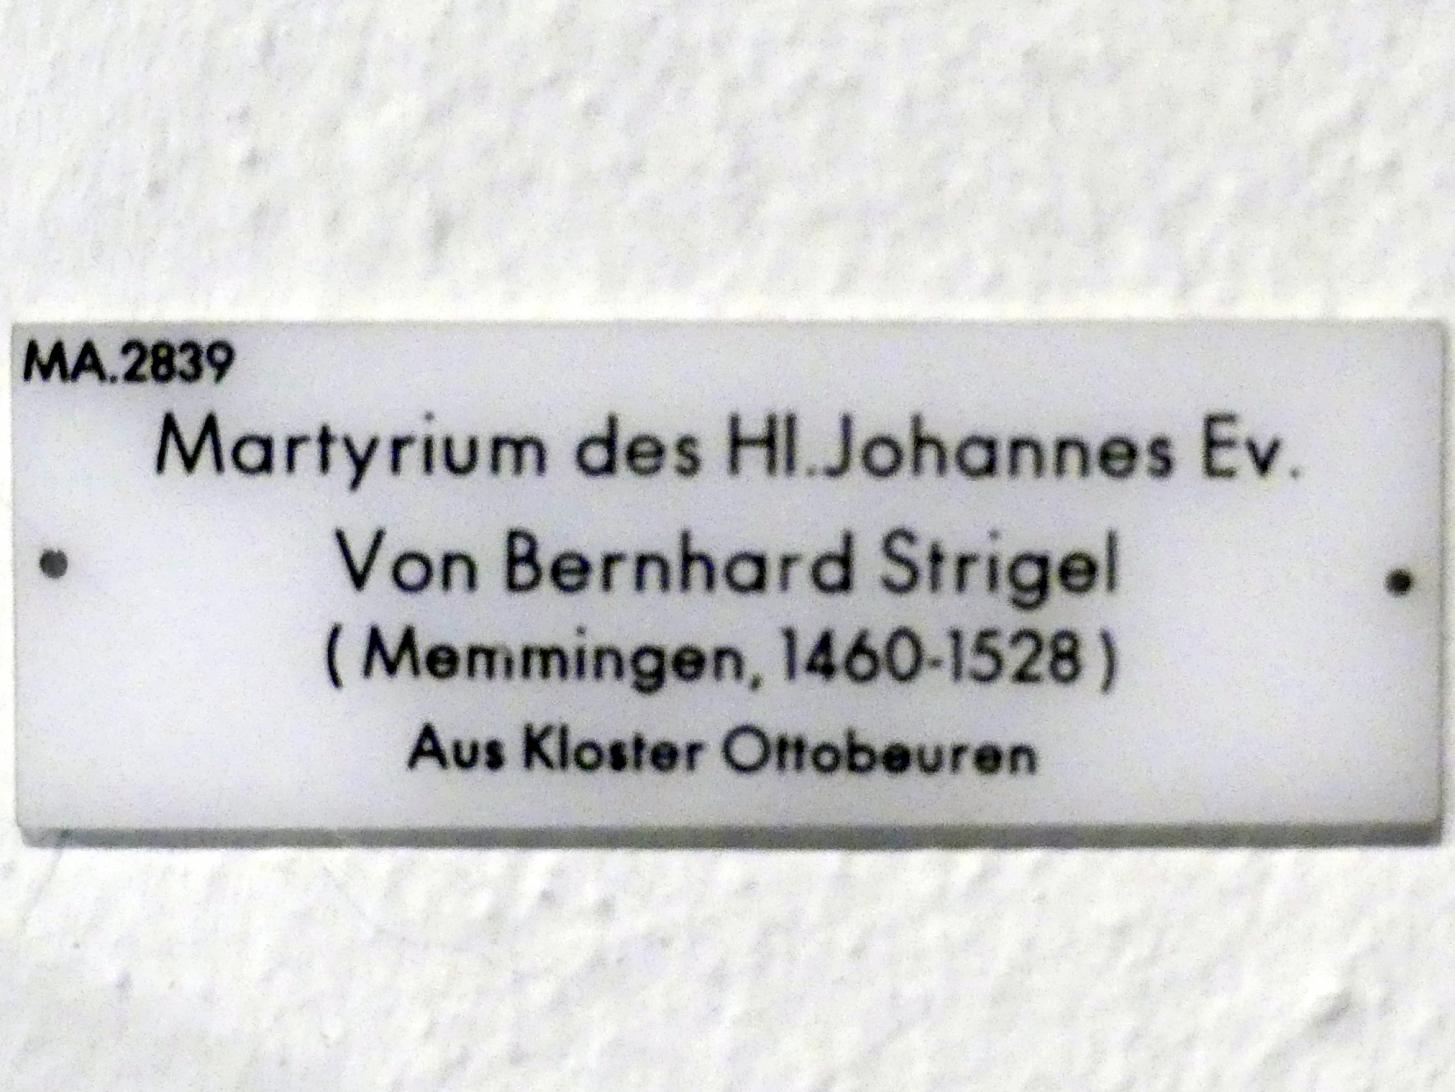 MA.2839
Martyrium des Hl.Johannes Ev.
Von Bernhard Strigel
( Memmingen, 1460-1528 )
Aus Kloster Ottobeuren